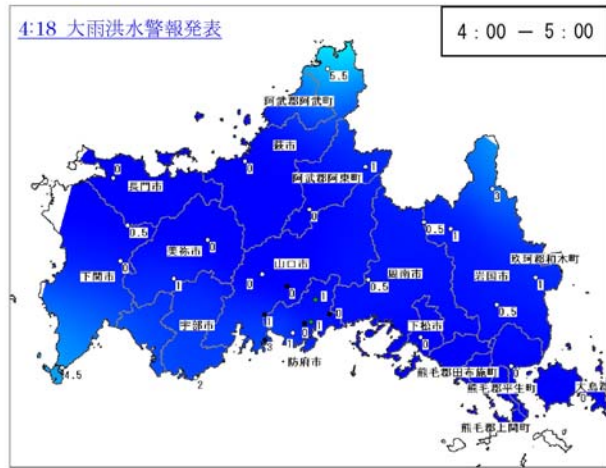 4:18 大雨洪水警報発表
4：00 － 5：00
5.5
阿武郡阿武町
萩市
0
1
阿武郡阿東町
0
長門市
3
0
0.5
0.5
1
美祢市
0
玖珂郡和木町
下関市
0
山口市
周南市
岩国市
1
0
0
0.5
1
1
0.5
宇部市
1
0
下松市
0
1
0
3
1
防府市
4.5
2
熊毛郡田布施町
0
熊毛郡平生町
大島郡
0
熊毛郡上関町